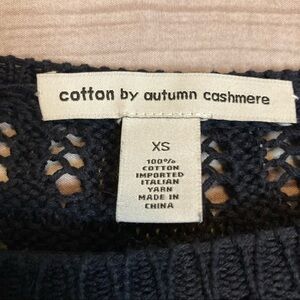 cotton by autumn cashmere
XS
100%
COTTON
IMPORTED
ITALIAN
YARN
MADE IN
CHINA